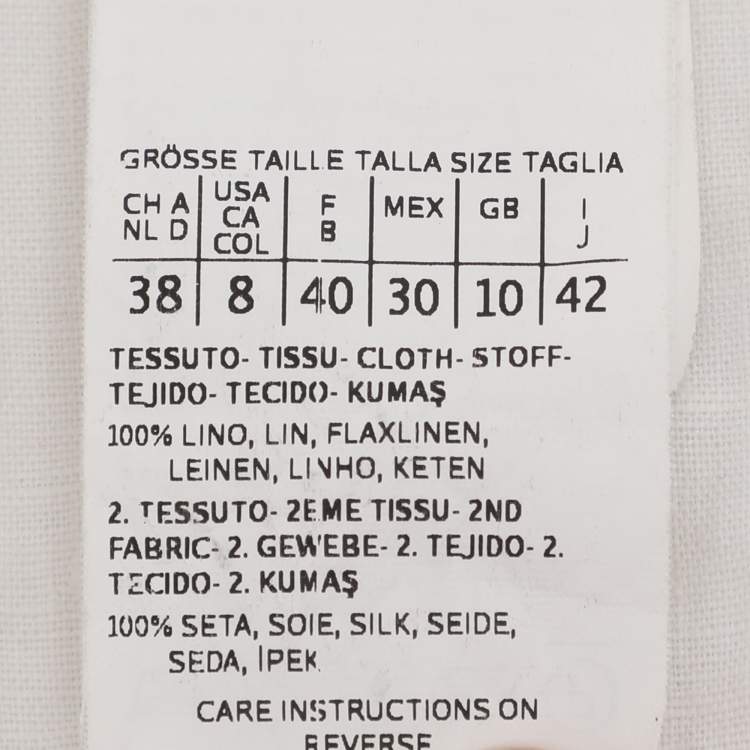 GRÖSSE TAILLE TALLA SIZE TAGLIA
CH A NL D | USA CA COL | F B | MEX | GB | I J
38 | 8 | 40 | 30 | 10 | 42
TESSUTO- TISSU- CLOTH- STOFF-
TEJIDO- TECIDO- KUMAŞ
100% LINO, LIN, FLAXLINEN,
LEINEN, LINHO, KETEN
2. TESSUTO- 2EME TISSU- 2ND
FABRIC- 2. GEWEBE- 2. TEJIDO- 2.
TECIDO- 2. KUMAŞ
100% SETA, SOIE, SILK, SEIDE,
SEDA, İPEK
CARE INSTRUCTIONS ON
REVERSE